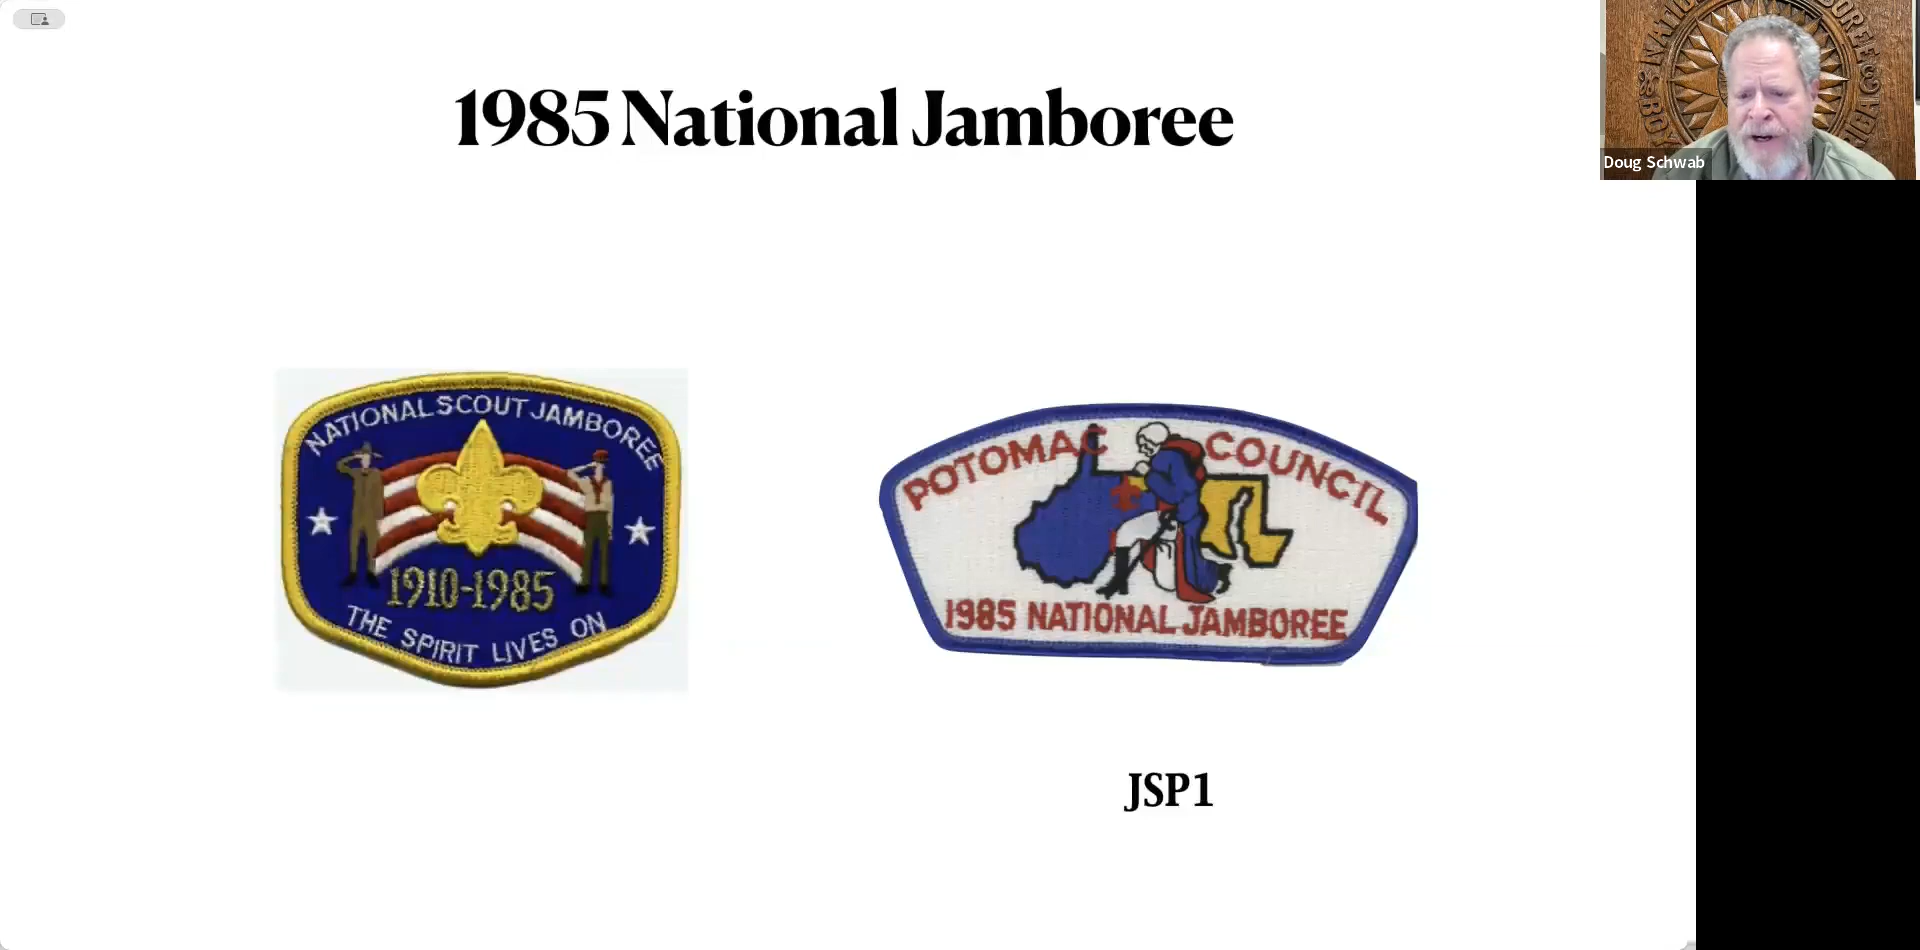 1985 National Jamboree
Doug Schwab
NATIONAL SCOUT JAMBOREE
1910-1985
THE SPIRIT LIVES ON
POTOMAC COUNCIL
1985 NATIONAL JAMBOREE
JSP1